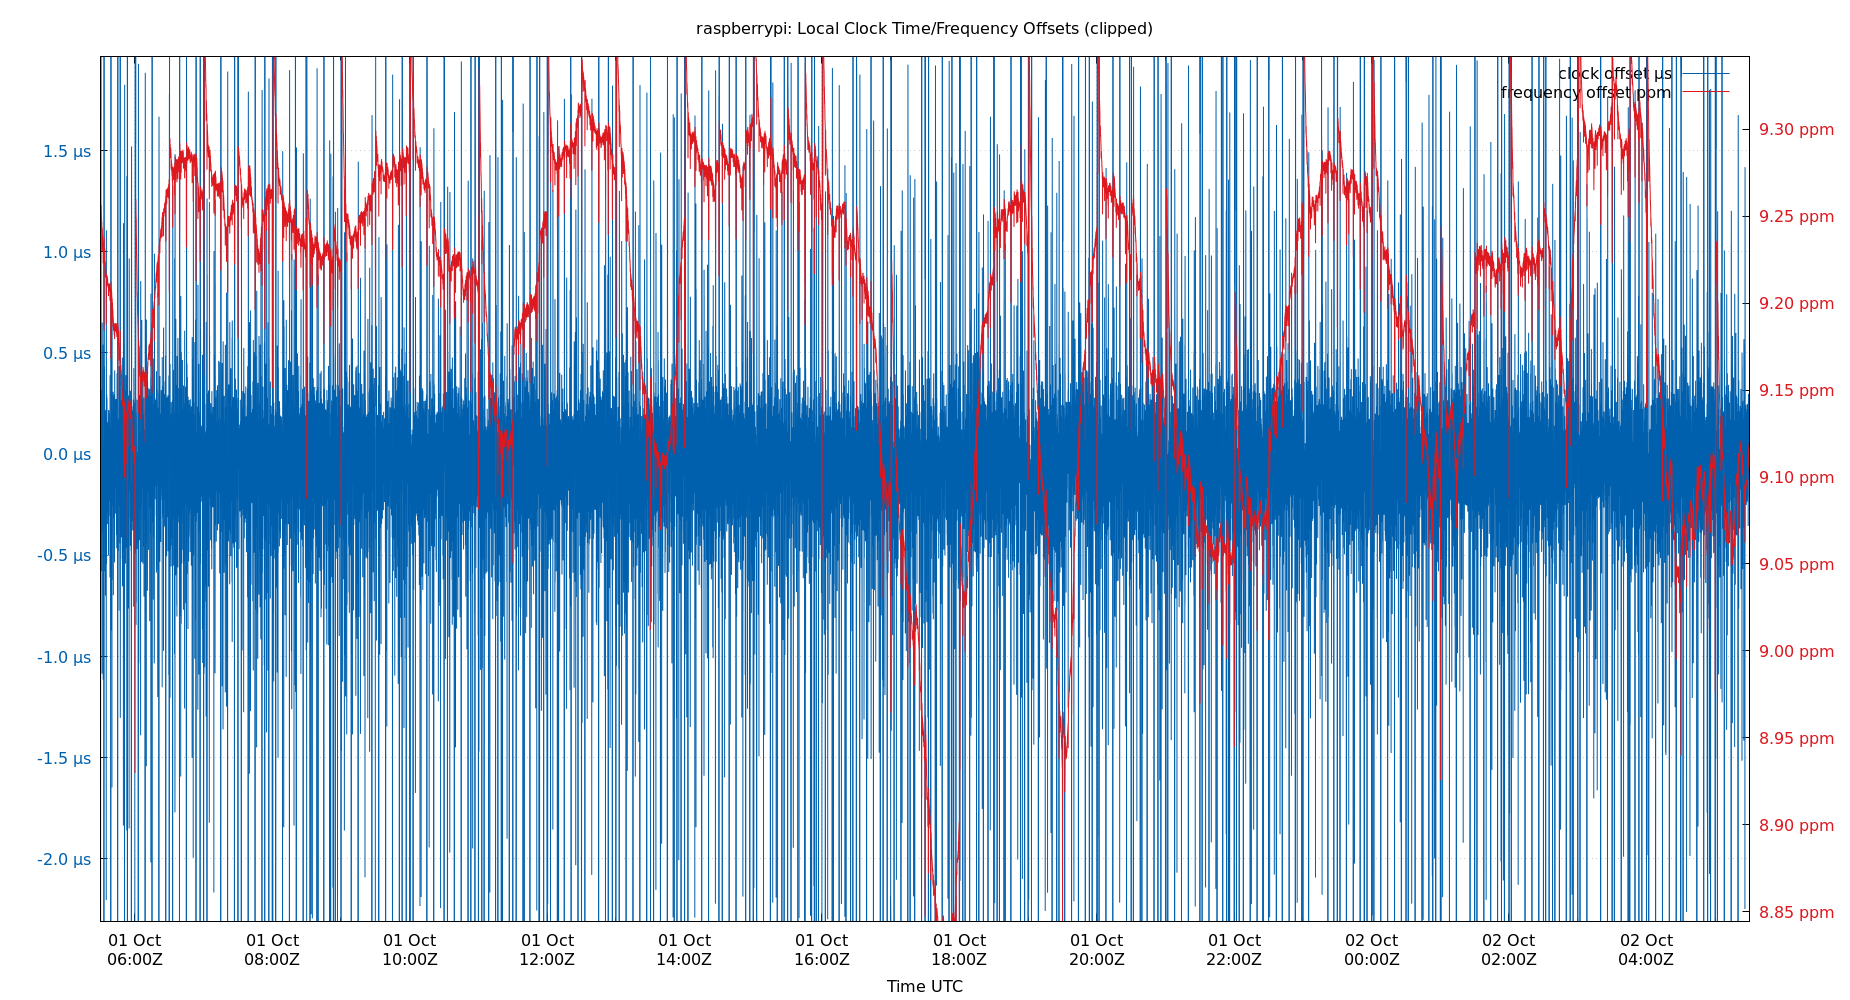 raspberrypi: Local Clock Time/Frequency Offsets (clipped)
clock offset µs
frequency offset ppm
1.5 µs
1.0 µs
0.5 µs
0.0 µs
-0.5 µs
-1.0 µs
-1.5 µs
-2.0 µs
9.30 ppm
9.25 ppm
9.20 ppm
9.15 ppm
9.10 ppm
9.05 ppm
9.00 ppm
8.95 ppm
8.90 ppm
8.85 ppm
01 Oct 01 Oct 01 Oct 01 Oct 01 Oct 01 Oct 01 Oct 01 Oct 01 Oct 02 Oct 02 Oct 02 Oct
06:00Z 08:00Z 10:00Z 12:00Z 14:00Z 16:00Z 18:00Z 20:00Z 22:00Z 00:00Z 02:00Z 04:00Z
Time UTC